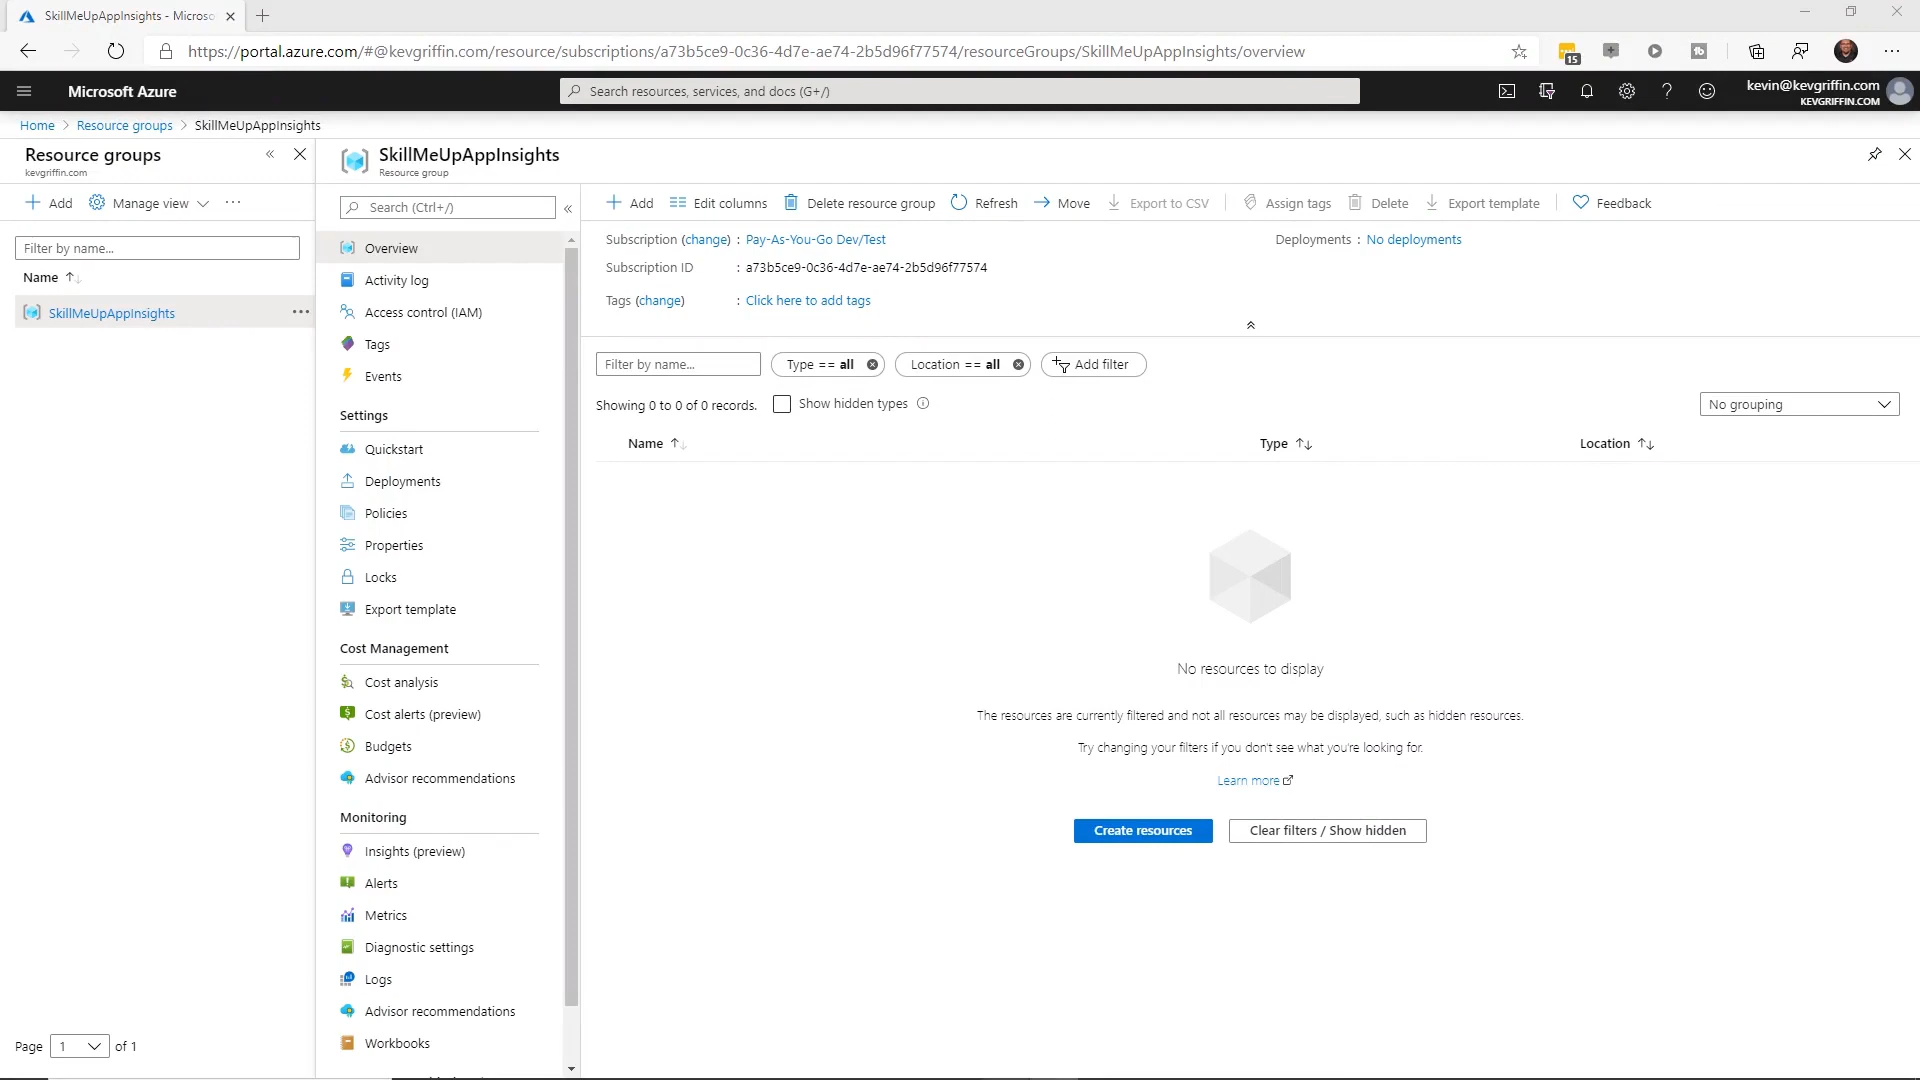 SkillMeUpAppInsights - Microso
https://portal.azure.com/#@kevgriffin.com/resource/subscriptions/a73b5ce9-0c36-4d7e-ae74-2b5d96f77574/resourceGroups/SkillMeUpAppInsights/overview
15
Microsoft Azure
Search resources, services, and docs (G+/)
kevin@kevgriffin.com
KEVGRIFFIN.COM
Home > Resource groups > SkillMeUpAppInsights
Resource groups
kevgriffin.com
Add Manage view ...
Filter by name...
Name
SkillMeUpAppInsights
Page 1 of 1
SkillMeUpAppInsights
Resource group
Search (Ctrl+/)
Overview
Activity log
Access control (IAM)
Tags
Events
Settings
Quickstart
Deployments
Policies
Properties
Locks
Export template
Cost Management
Cost analysis
Cost alerts (preview)
Budgets
Advisor recommendations
Monitoring
Insights (preview)
Alerts
Metrics
Diagnostic settings
Logs
Advisor recommendations
Workbooks
Add Edit columns Delete resource group Refresh Move Export to CSV Assign tags Delete Export template Feedback
Subscription (change) : Pay-As-You-Go Dev/Test
Deployments : No deployments
Subscription ID : a73b5ce9-0c36-4d7e-ae74-2b5d96f77574
Tags (change) : Click here to add tags
Filter by name... Type == all Location == all Add filter
Showing 0 to 0 of 0 records. Show hidden types No grouping
Name Type Location
No resources to display
The resources are currently filtered and not all resources may be displayed, such as hidden resources.
Try changing your filters if you don't see what you're looking for.
Learn more
Create resources Clear filters / Show hidden